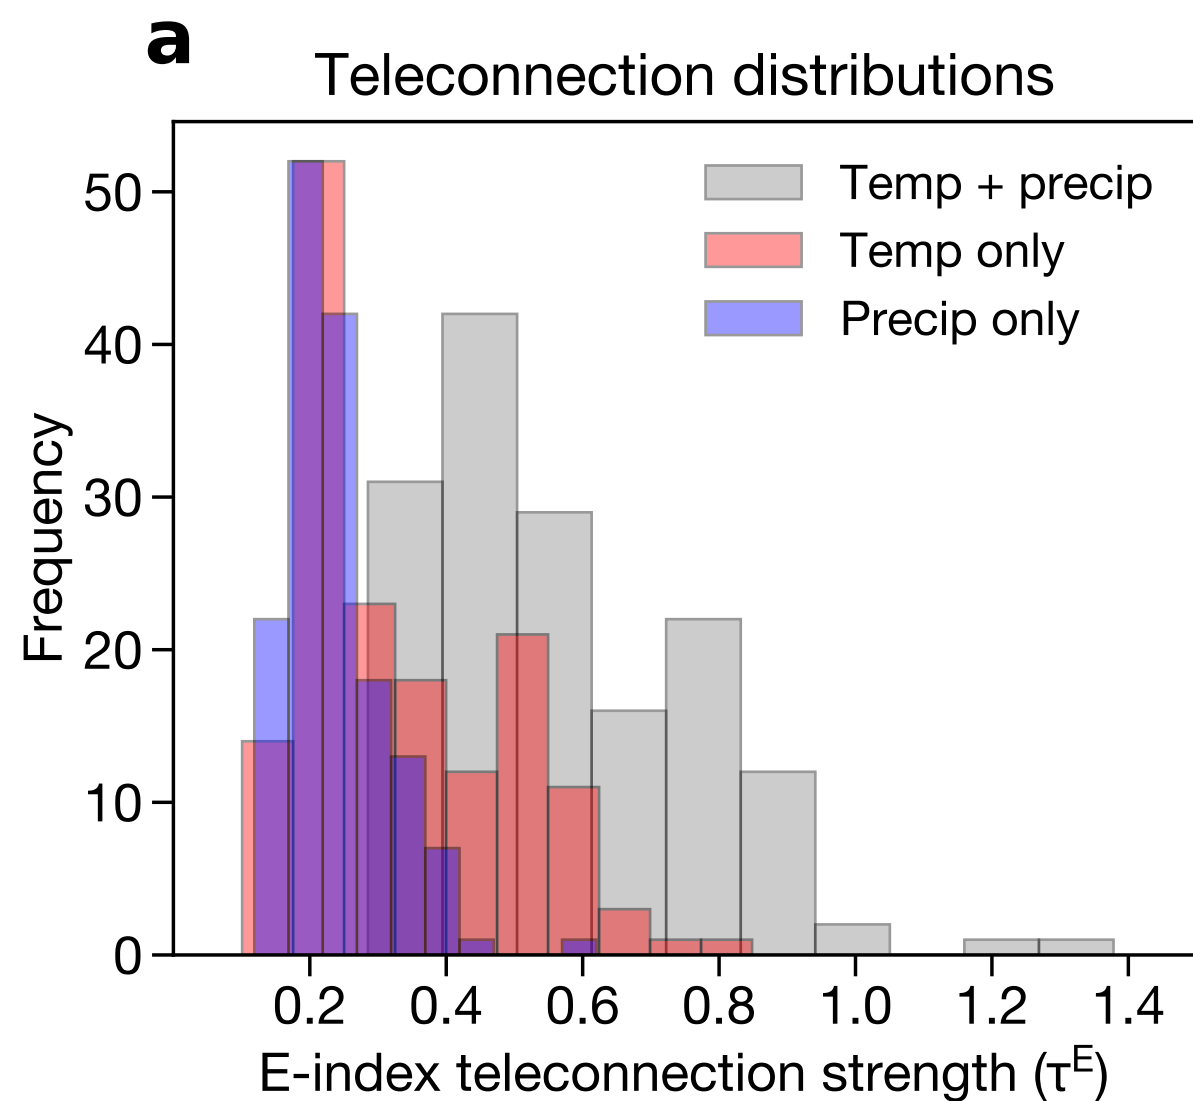 a
Teleconnection distributions
Temp + precip
Temp only
Precip only
Frequency
50
40
30
20
10
0
0.2 0.4 0.6 0.8 1.0 1.2 1.4
E-index teleconnection strength (τᴱ)